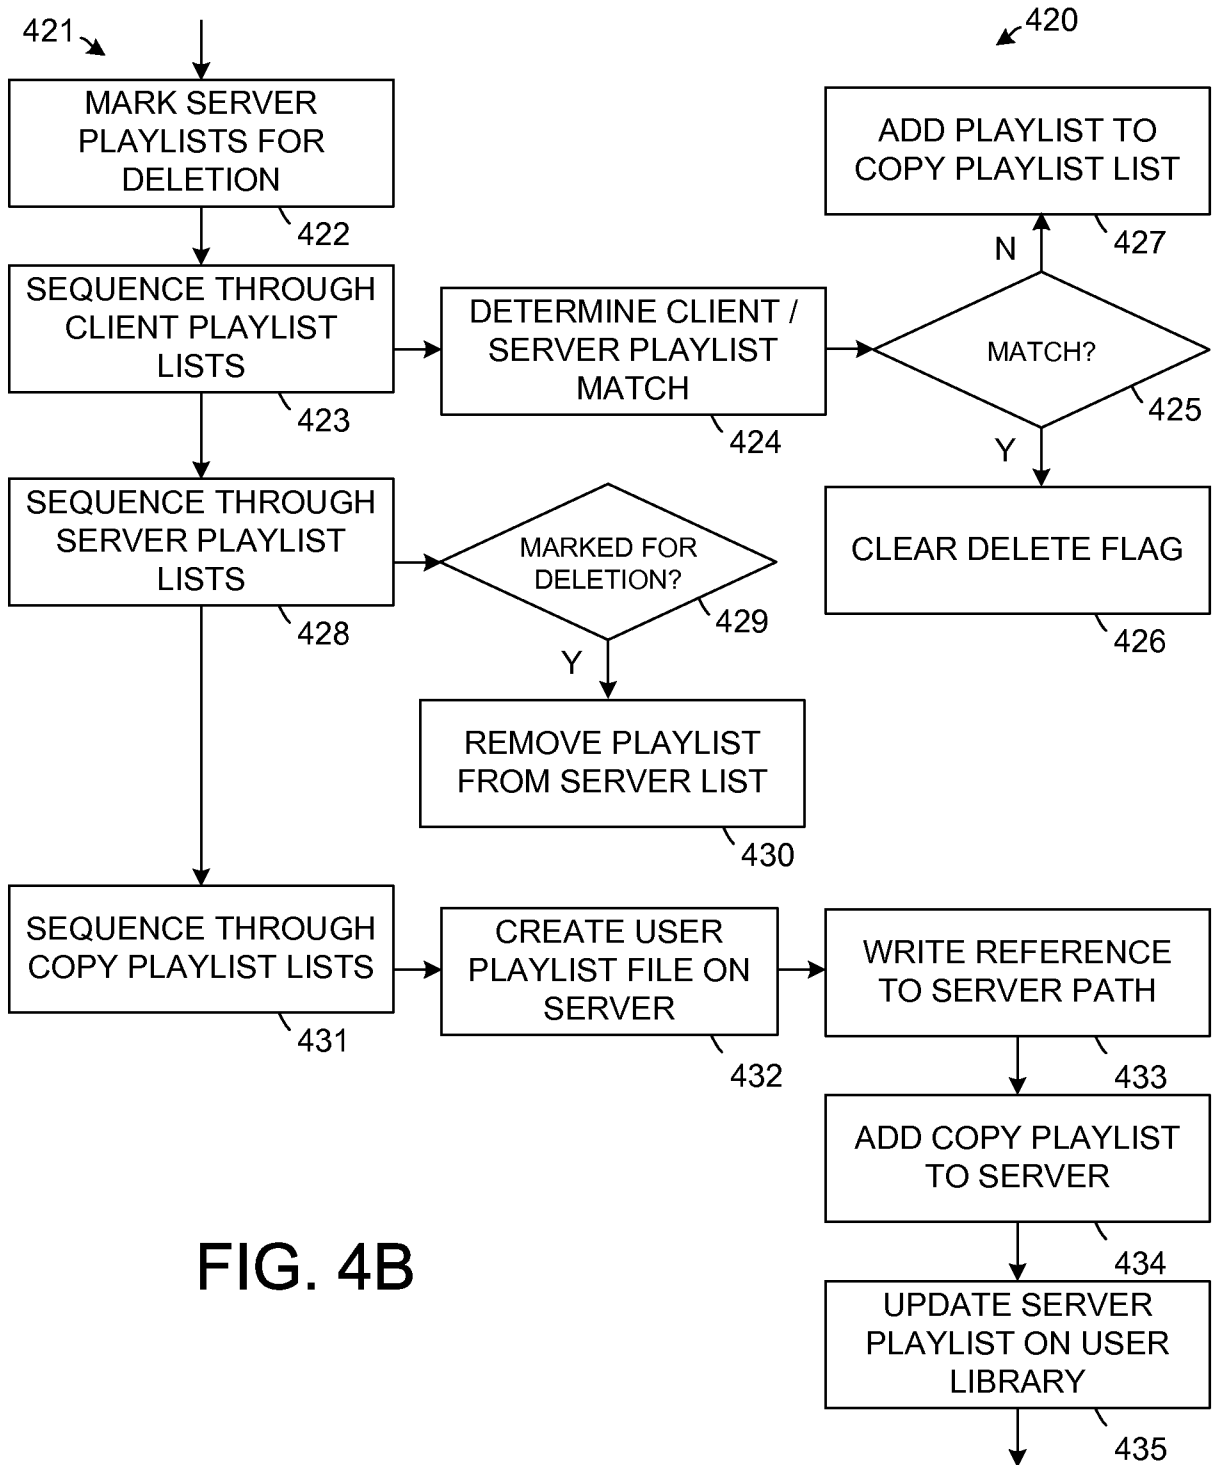 421
420
MARK SERVER
PLAYLISTS FOR
DELETION
422
ADD PLAYLIST TO
COPY PLAYLIST LIST
427
N
SEQUENCE THROUGH
CLIENT PLAYLIST
LISTS
423
DETERMINE CLIENT /
SERVER PLAYLIST
MATCH
424
MATCH?
425
Y
SEQUENCE THROUGH
SERVER PLAYLIST
LISTS
428
MARKED FOR
DELETION?
429
Y
CLEAR DELETE FLAG
426
REMOVE PLAYLIST
FROM SERVER LIST
430
SEQUENCE THROUGH
COPY PLAYLIST LISTS
431
CREATE USER
PLAYLIST FILE ON
SERVER
432
WRITE REFERENCE
TO SERVER PATH
433
ADD COPY PLAYLIST
TO SERVER
434
UPDATE SERVER
PLAYLIST ON USER
LIBRARY
435
FIG. 4B